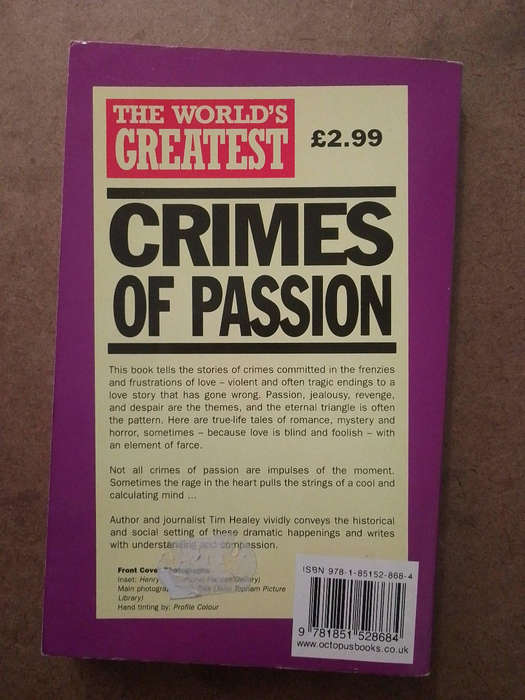 THE WORLD'S
GREATEST
£2.99
CRIMES
OF PASSION
This book tells the stories of crimes committed in the frenzies
and frustrations of love – violent and often tragic endings to a
love story that has gone wrong. Passion, jealousy, revenge,
and despair are the themes, and the eternal triangle is often
the pattern. Here are true-life tales of romance, mystery and
horror, sometimes – because love is blind and foolish – with
an element of farce.
Not all crimes of passion are impulses of the moment.
Sometimes the rage in the heart pulls the strings of a cool and
calculating mind ...
Author and journalist Tim Healey vividly conveys the historical
and social setting of these dramatic happenings and writes
with understanding and compassion.
Front Cover Photographs
Inset: Henry
Main photograph Topham Picture
Library)
Hand tinting by: Profile Colour
ISBN 978-1-85152-868-4
9 781851 528684
www.octopusbooks.co.uk